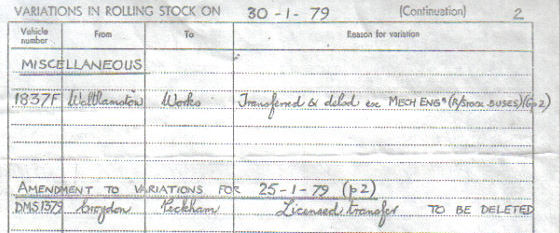 VARIATIONS IN ROLLING STOCK ON 30-1-79 (Continuation) 2
Vehicle number From To Reason for variation
MISCELLANEOUS
1837F Walthamstow Works Transferred & delcd exc MECH ENGR (R/STOCK BUSES)(Gp2)
AMENDMENT TO VARIATIONS FOR 25-1-79 (p2)
DMS1379 Croydon Peckham Licensed transfer TO BE DELETED